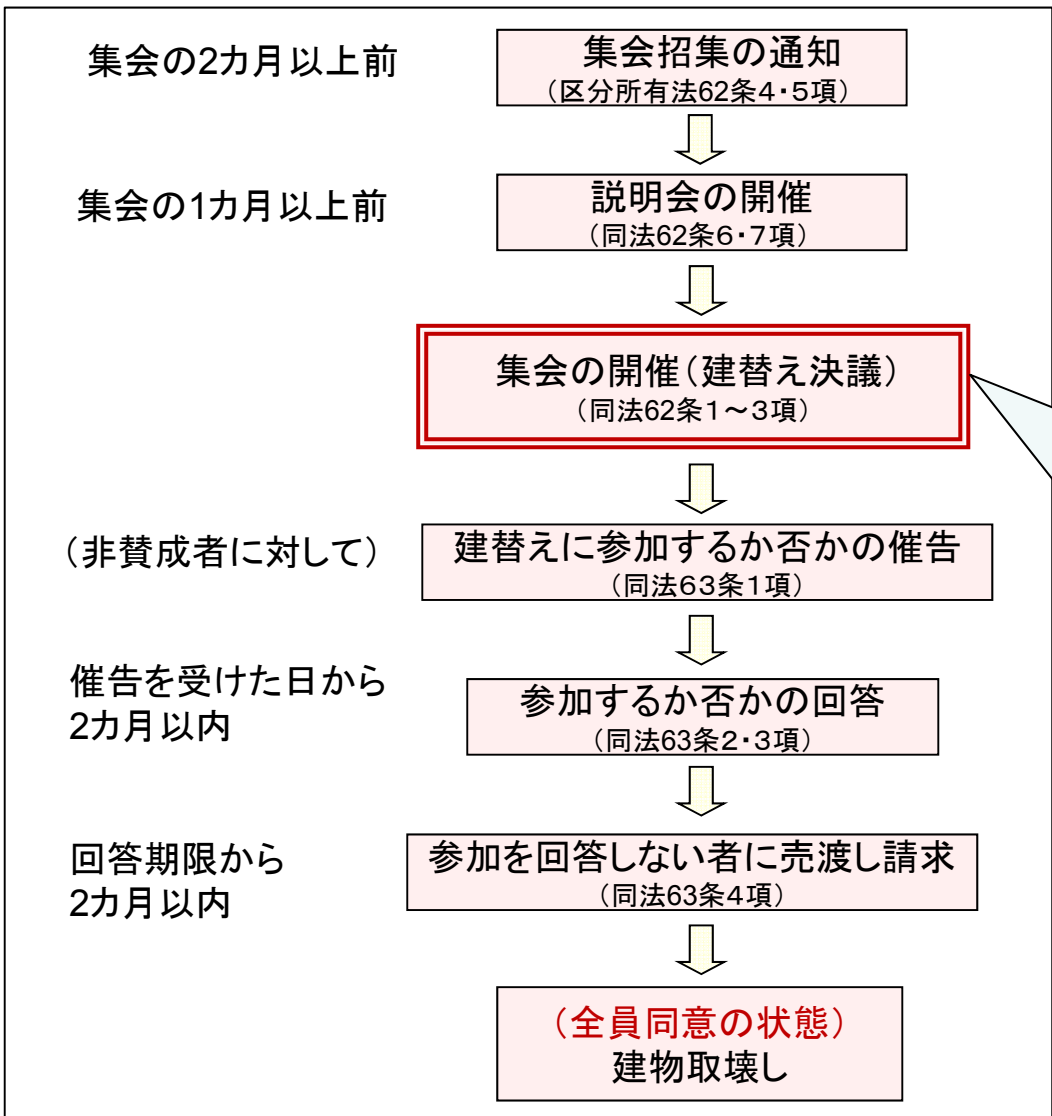 集会の2カ月以上前
集会招集の通知
（区分所有法62条4・5項）
集会の1カ月以上前
説明会の開催
（同法62条６・７項）
集会の開催（建替え決議）
（同法62条１～３項）
（非賛成者に対して）
建替えに参加するか否かの催告
（同法６３条１項）
催告を受けた日から
2カ月以内
参加するか否かの回答
（同法63条２・３項）
回答期限から
2カ月以内
参加を回答しない者に売渡し請求
（同法63条４項）
（全員同意の状態）
建物取壊し